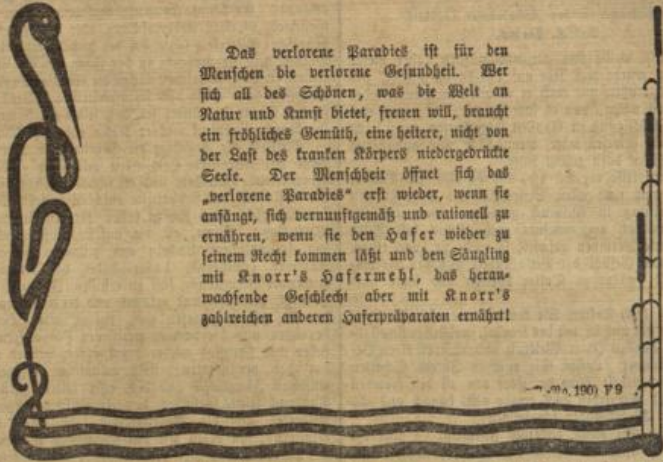 Das verlorene Paradies ist für den
Menschen die verlorene Gesundheit. Wer
sich all des Schönen, was die Welt an
Natur und Kunst bietet, freuen will, braucht
ein fröhliches Gemüth, eine heitere, nicht von
der Last des kranken Körpers niedergedrückte
Seele. Der Menschheit öffnet sich das
„verlorene Paradies“ erst wieder, wenn sie
anfängt, sich vernunftgemäß und rationell zu
ernähren, wenn sie den Hafer wieder zu
seinem Recht kommen läßt und den Säugling
mit Knorr's Hafermehl, das heran-
wachsende Geschlecht aber mit Knorr's
zahlreichen anderen Haferpräparaten ernährt!
190) F 9